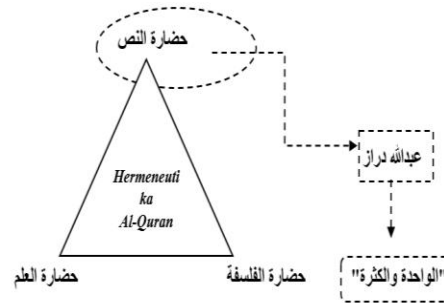 حضارة النص
عبدالله دراز
Hermeneuti
ka
Al-Quran
حضارة العلم
حضارة الفلسفة
"الواحدة والكثرة"